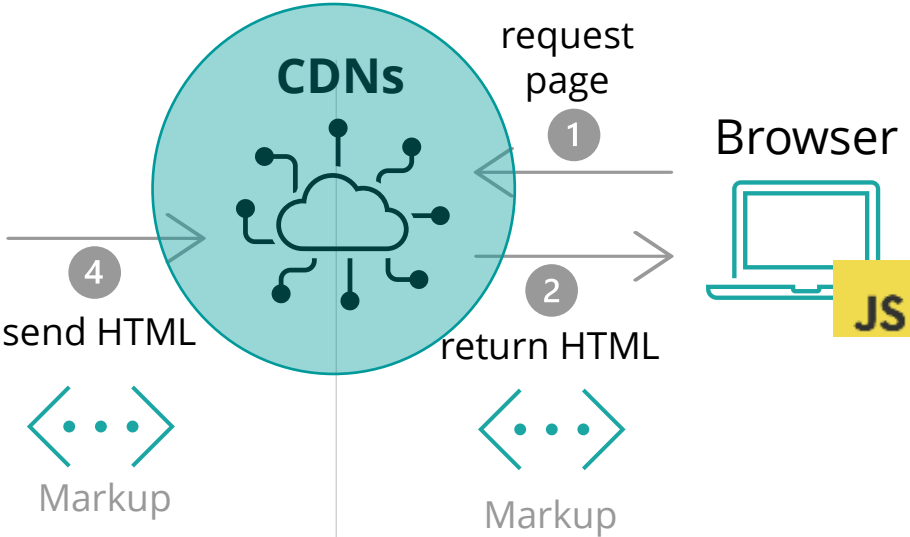 request
page
CDNs
1
Browser
4
2
JS
send HTML
return HTML
Markup
Markup